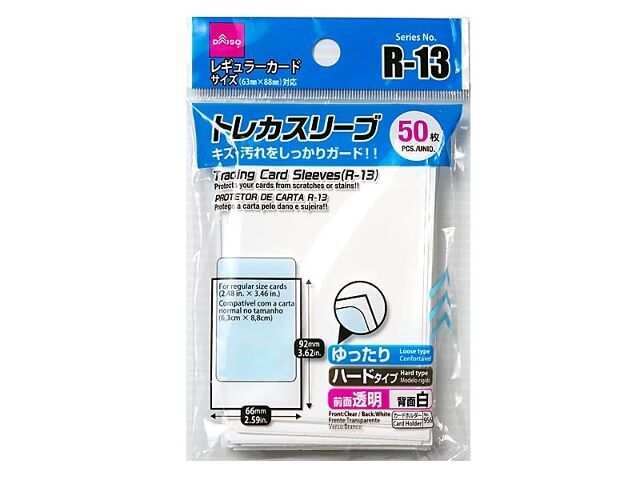 DAISO
Series No.
R-13
レギュラーカード
サイズ(63mm×88mm)対応
トレカスリーブ
50枚
PCS./UNID.
キズ・汚れをしっかりガード!!
Trading Card Sleeves(R-13)
Protects your cards from scratches or stains!!
PROTETOR DE CARTA R-13
Protege a carta pelo dano e sujeira!!
For regular size cards
(2.48 in. × 3.46 in.)
Compatível com a carta
normal no tamanho
(6,3cm × 8,8cm)
92mm
3.62in.
66mm
2.59in.
ゆったり
Loose type
Confortável
ハードタイプ
Hard type
Modelo rígido
前面透明
背面白
Front:Clear / Back:White
Frente:Transparente
Verso:Branco
カードホルダー
Card Holder